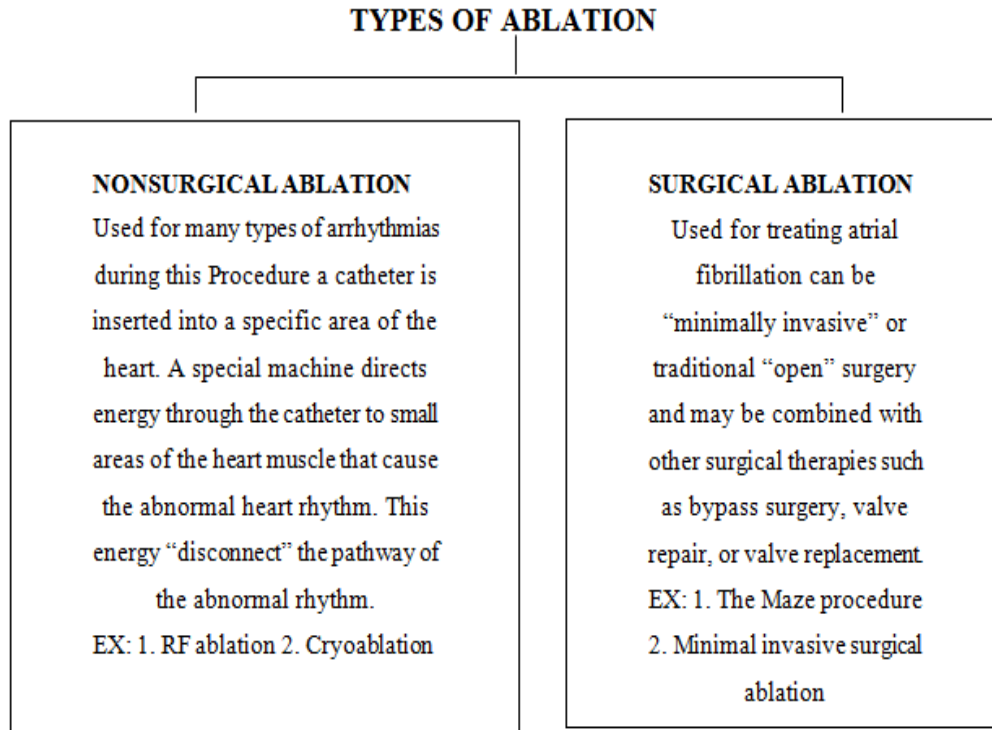 TYPES OF ABLATION
NONSURGICAL ABLATION
Used for many types of arrhythmias
during this Procedure a catheter is
inserted into a specific area of the
heart. A special machine directs
energy through the catheter to small
areas of the heart muscle that cause
the abnormal heart rhythm. This
energy “disconnect” the pathway of
the abnormal rhythm.
EX: 1. RF ablation 2. Cryoablation
SURGICAL ABLATION
Used for treating atrial
fibrillation can be
“minimally invasive” or
traditional “open” surgery
and may be combined with
other surgical therapies such
as bypass surgery, valve
repair, or valve replacement.
EX: 1. The Maze procedure
2. Minimal invasive surgical
ablation